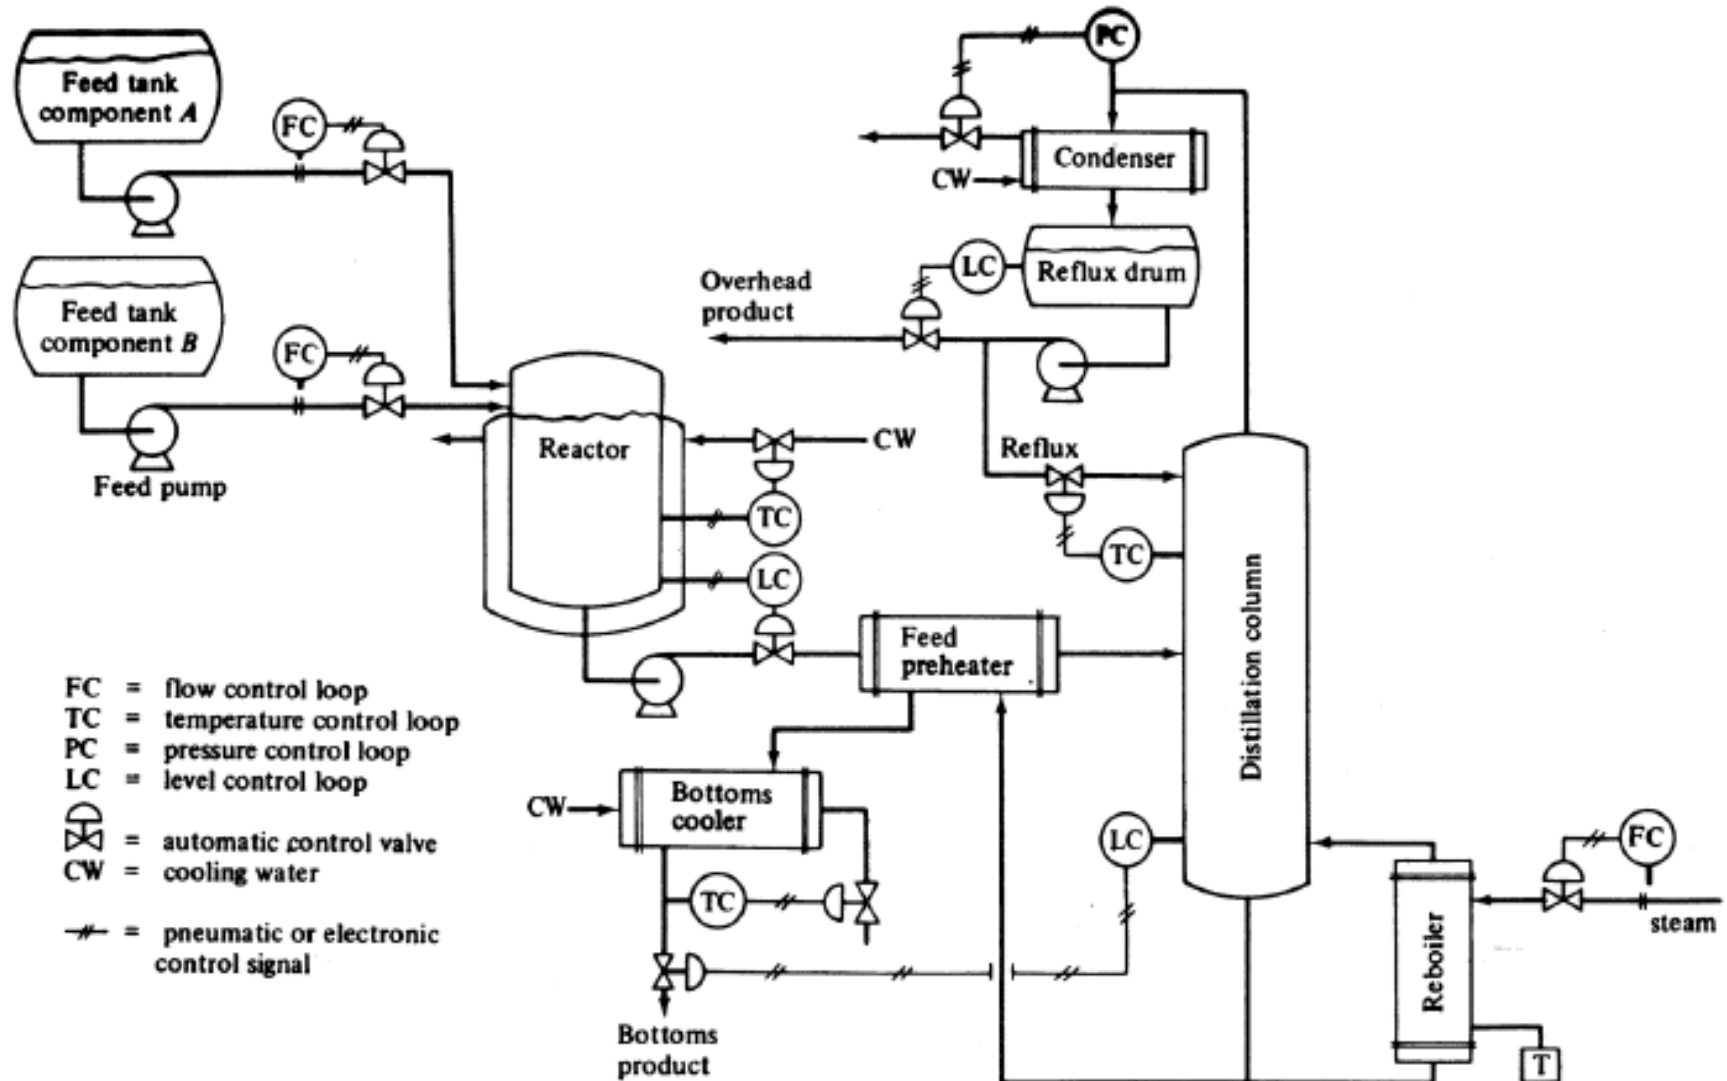 Feed tank
component A
FC
Feed tank
component B
FC
Feed pump
PC
Condenser
CW
LC
Reflux drum
Overhead
product
Reactor
CW
TC
LC
Reflux
TC
Feed
preheater
Distillation column
CW
Bottoms
cooler
TC
LC
FC
steam
Reboiler
T
Bottoms
product
FC = flow control loop
TC = temperature control loop
PC = pressure control loop
LC = level control loop
= automatic control valve
CW = cooling water
= pneumatic or electronic
control signal